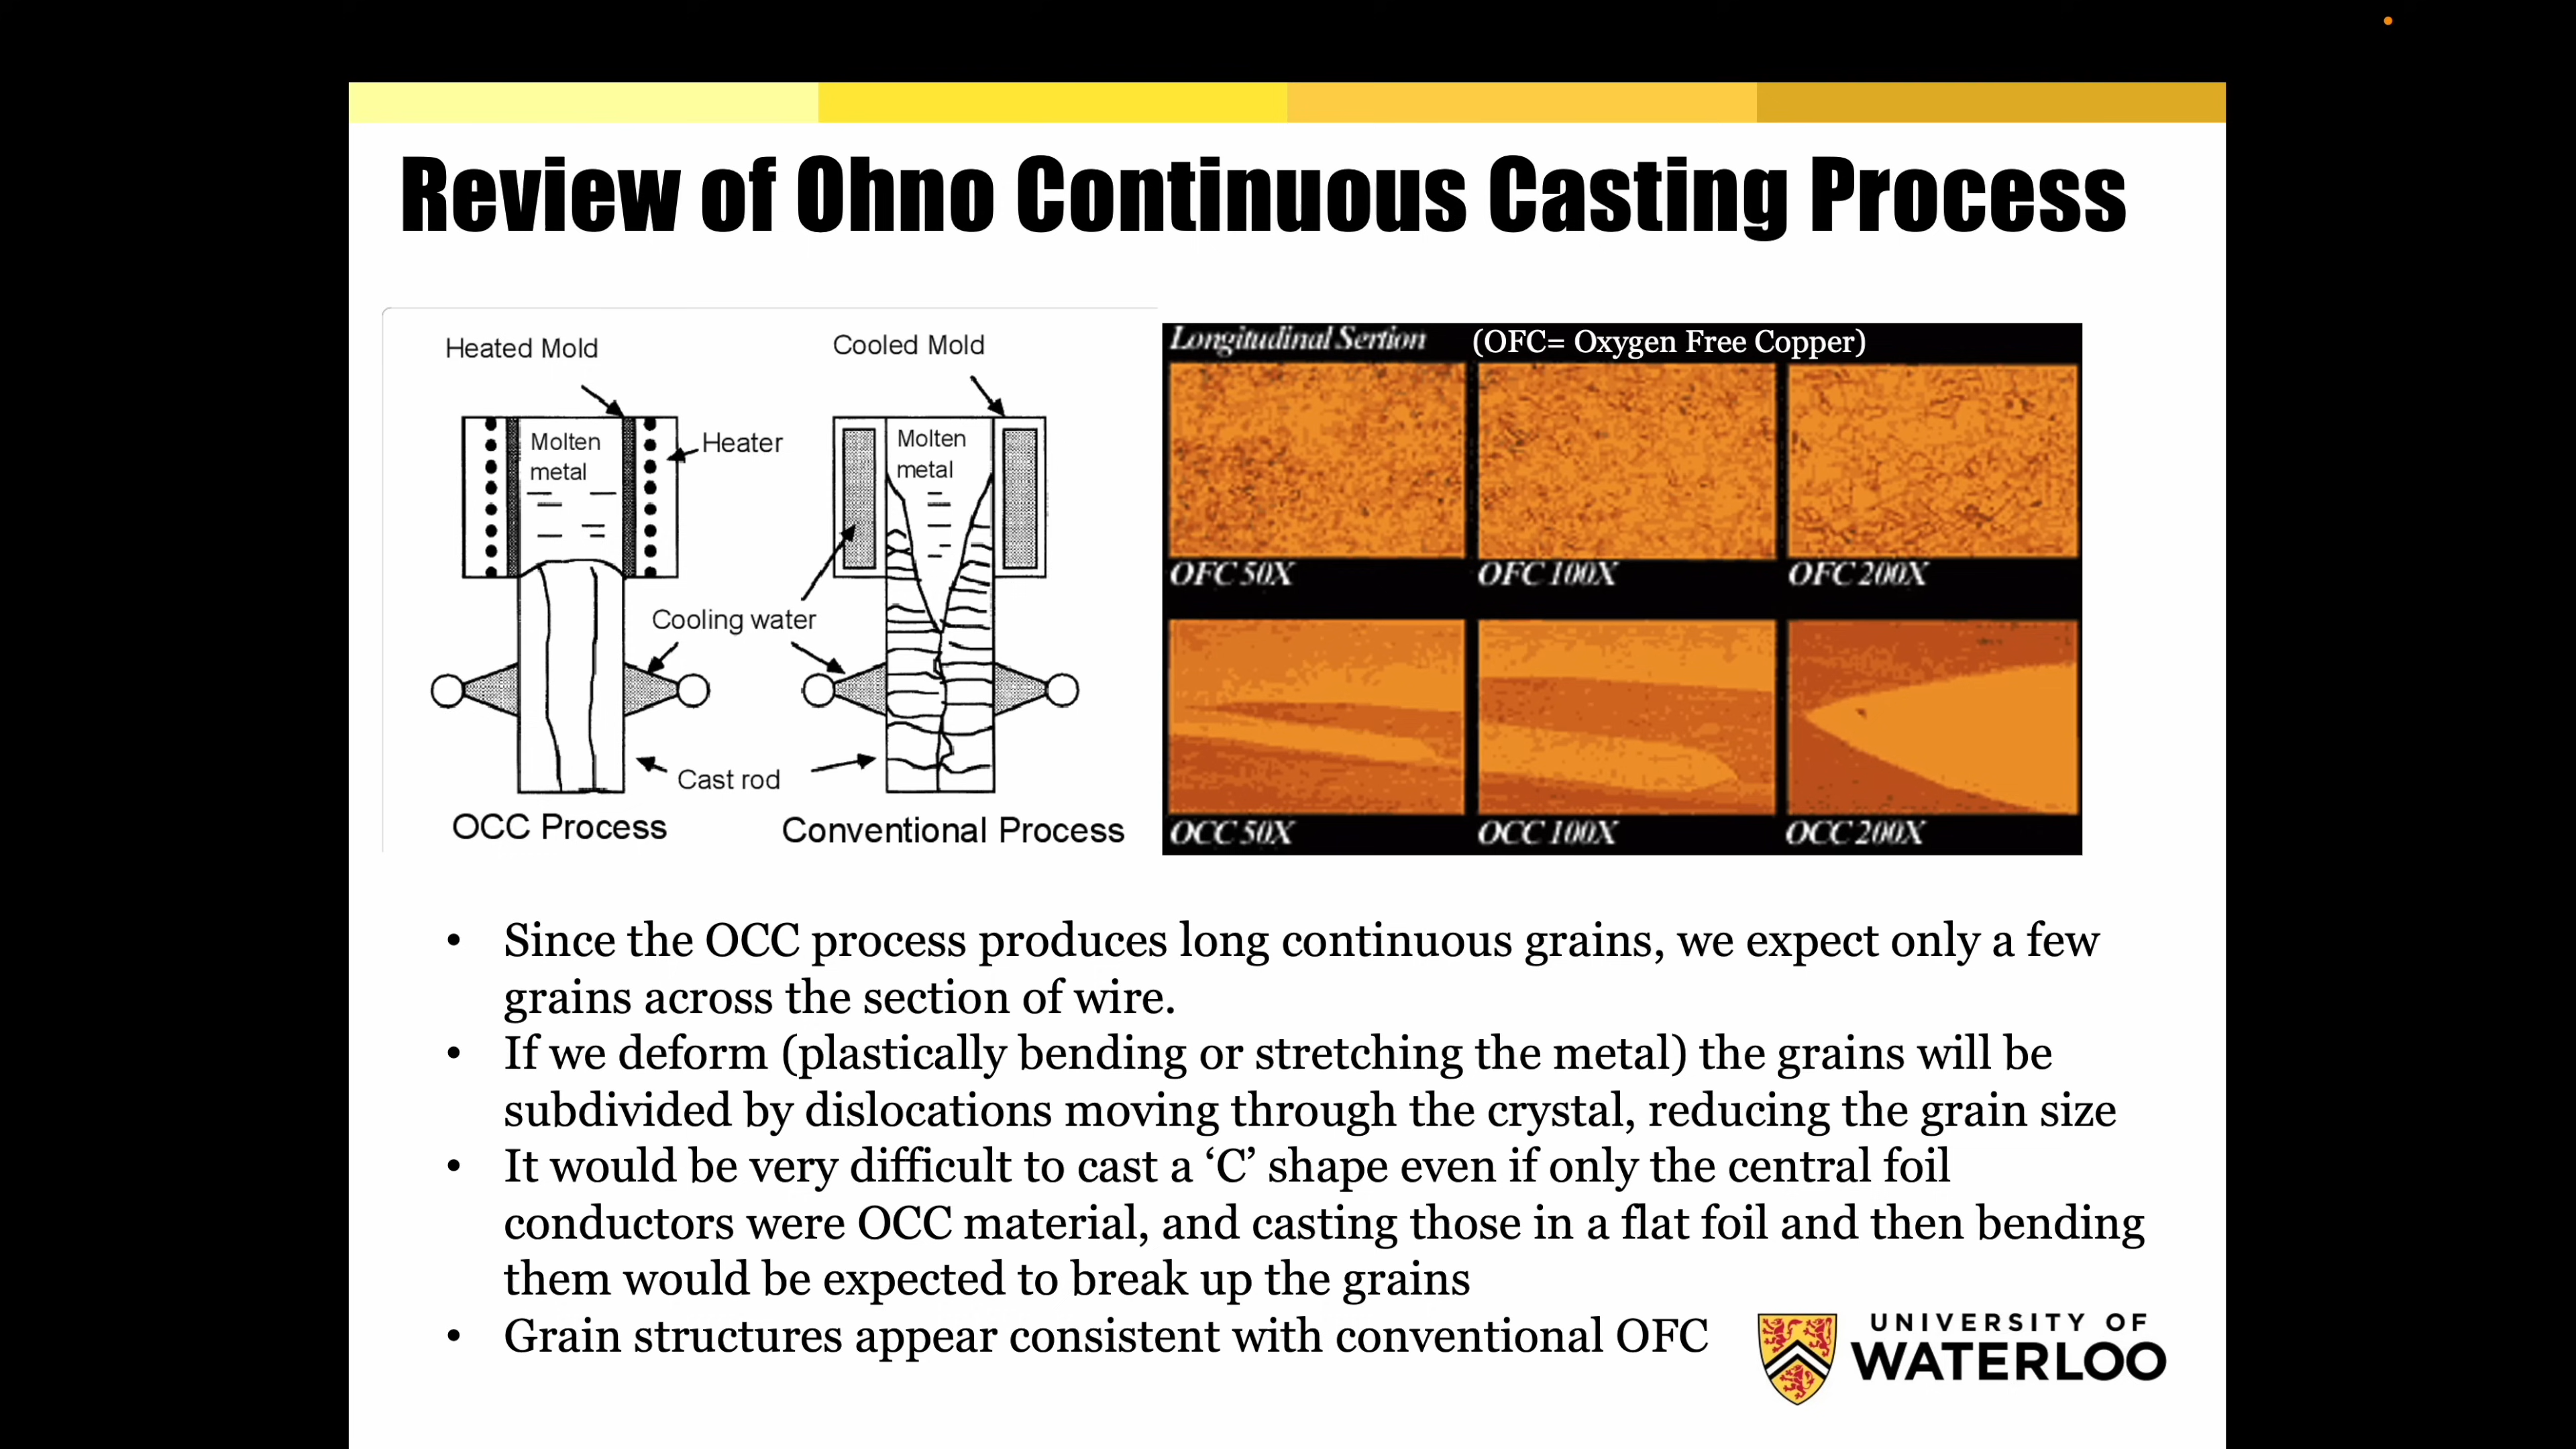 Review of Ohno Continuous Casting Process
Heated Mold
Cooled Mold
Molten
metal
Heater
Molten
metal
Cooling water
Cast rod
OCC Process
Conventional Process
Longitudinal Sertion
(OFC= Oxygen Free Copper)
OFC 50X
OFC 100X
OFC 200X
OCC 50X
OCC 100X
OCC 200X
• Since the OCC process produces long continuous grains, we expect only a few
grains across the section of wire.
• If we deform (plastically bending or stretching the metal) the grains will be
subdivided by dislocations moving through the crystal, reducing the grain size
• It would be very difficult to cast a ‘C’ shape even if only the central foil
conductors were OCC material, and casting those in a flat foil and then bending
them would be expected to break up the grains
• Grain structures appear consistent with conventional OFC
UNIVERSITY OF
WATERLOO